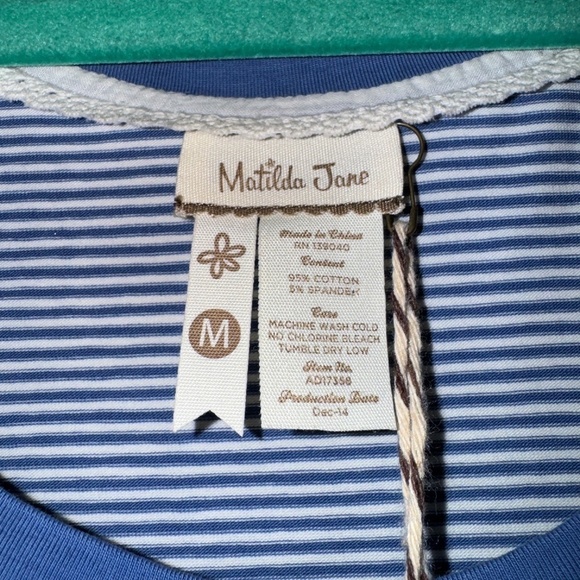 Matilda Jane
M
Made in China
RN 139040
Content
95% COTTON
5% SPANDEX
Care
MACHINE WASH COLD
NO CHLORINE BLEACH
TUMBLE DRY LOW
Item No.
AD17356
Production Date
Dec-14